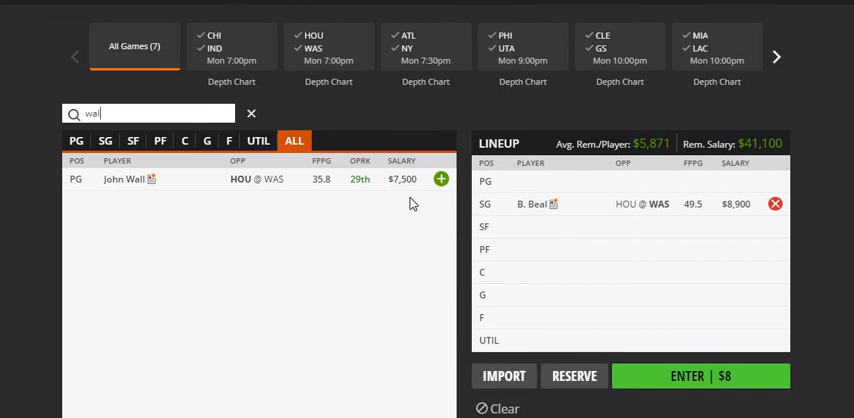 All Games (7)
CHI
IND
Mon 7:00pm
Depth Chart
HOU
WAS
Mon 7:00pm
Depth Chart
ATL
NY
Mon 7:30pm
Depth Chart
PHI
UTA
Mon 9:00pm
Depth Chart
CLE
GS
Mon 10:00pm
Depth Chart
MIA
LAC
Mon 10:00pm
Depth Chart
wal
PG SG SF PF C G F UTIL ALL
POS PLAYER OPP FPPG OPRK SALARY
PG John Wall HOU @ WAS 35.8 29th $7,500
LINEUP Avg. Rem./Player: $5,871 Rem. Salary: $41,100
POS PLAYER OPP FPPG SALARY
PG
SG B. Beal HOU @ WAS 49.5 $8,900
SF
PF
C
G
F
UTIL
IMPORT RESERVE ENTER | $8
Clear